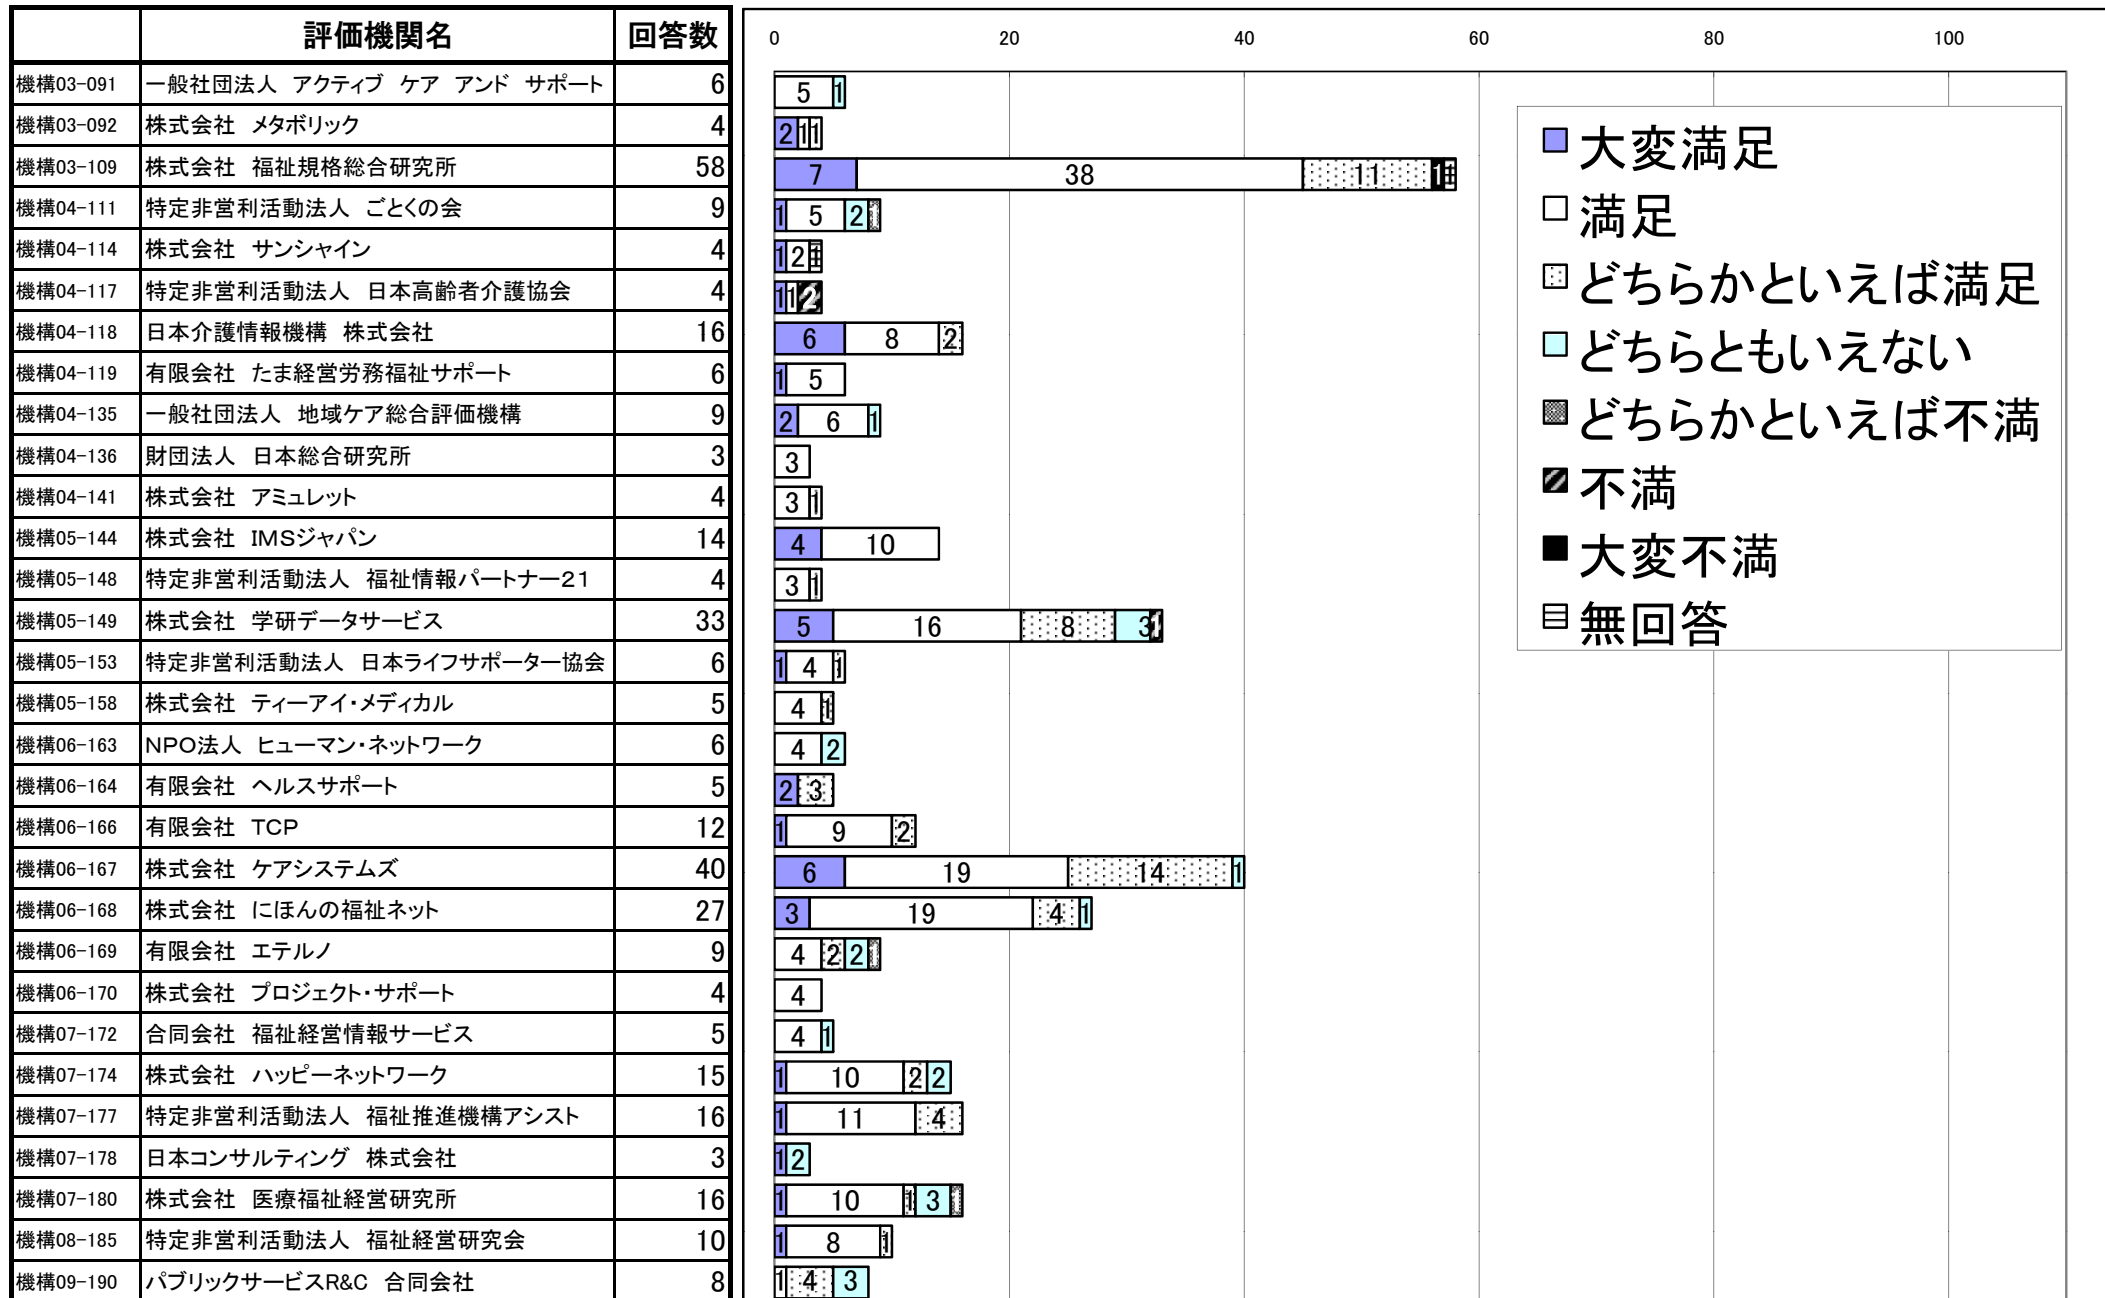 評価機関名 回答数 0 20 40 60 80 100
機構03-091 一般社団法人 アクティブ ケア アンド サポート 6 5 1
機構03-092 株式会社 メタボリック 4 2 1 1
機構03-109 株式会社 福祉規格総合研究所 58 7 38 11 1 1
機構04-111 特定非営利活動法人 ごとくの会 9 1 5 2 1
機構04-114 株式会社 サンシャイン 4 1 2 1
機構04-117 特定非営利活動法人 日本高齢者介護協会 4 1 1 2
機構04-118 日本介護情報機構 株式会社 16 6 8 2
機構04-119 有限会社 たま経営労務福祉サポート 6 1 5
機構04-135 一般社団法人 地域ケア総合評価機構 9 2 6 1
機構04-136 財団法人 日本総合研究所 3 3
機構04-141 株式会社 アミュレット 4 3 1
機構05-144 株式会社 IMSジャパン 14 4 10
機構05-148 特定非営利活動法人 福祉情報パートナー21 4 3 1
機構05-149 株式会社 学研データサービス 33 5 16 8 3 1
機構05-153 特定非営利活動法人 日本ライフサポーター協会 6 1 4 1
機構05-158 株式会社 ティーアイ・メディカル 5 4 1
機構06-163 NPO法人 ヒューマン・ネットワーク 6 4 2
機構06-164 有限会社 ヘルスサポート 5 2 3
機構06-166 有限会社 TCP 12 1 9 2
機構06-167 株式会社 ケアシステムズ 40 6 19 14 1
機構06-168 株式会社 にほんの福祉ネット 27 3 19 4 1
機構06-169 有限会社 エテルノ 9 4 2 2 1
機構06-170 株式会社 プロジェクト・サポート 4 4
機構07-172 合同会社 福祉経営情報サービス 5 4 1
機構07-174 株式会社 ハッピーネットワーク 15 1 10 2 2
機構07-177 特定非営利活動法人 福祉推進機構アシスト 16 1 11 4
機構07-178 日本コンサルティング 株式会社 3 1 2
機構07-180 株式会社 医療福祉経営研究所 16 1 10 1 3 1
機構08-185 特定非営利活動法人 福祉経営研究会 10 1 8 1
機構09-190 パブリックサービスR&C 合同会社 8 1 4 3
大変満足
満足
どちらかといえば満足
どちらともいえない
どちらかといえば不満
不満
大変不満
無回答